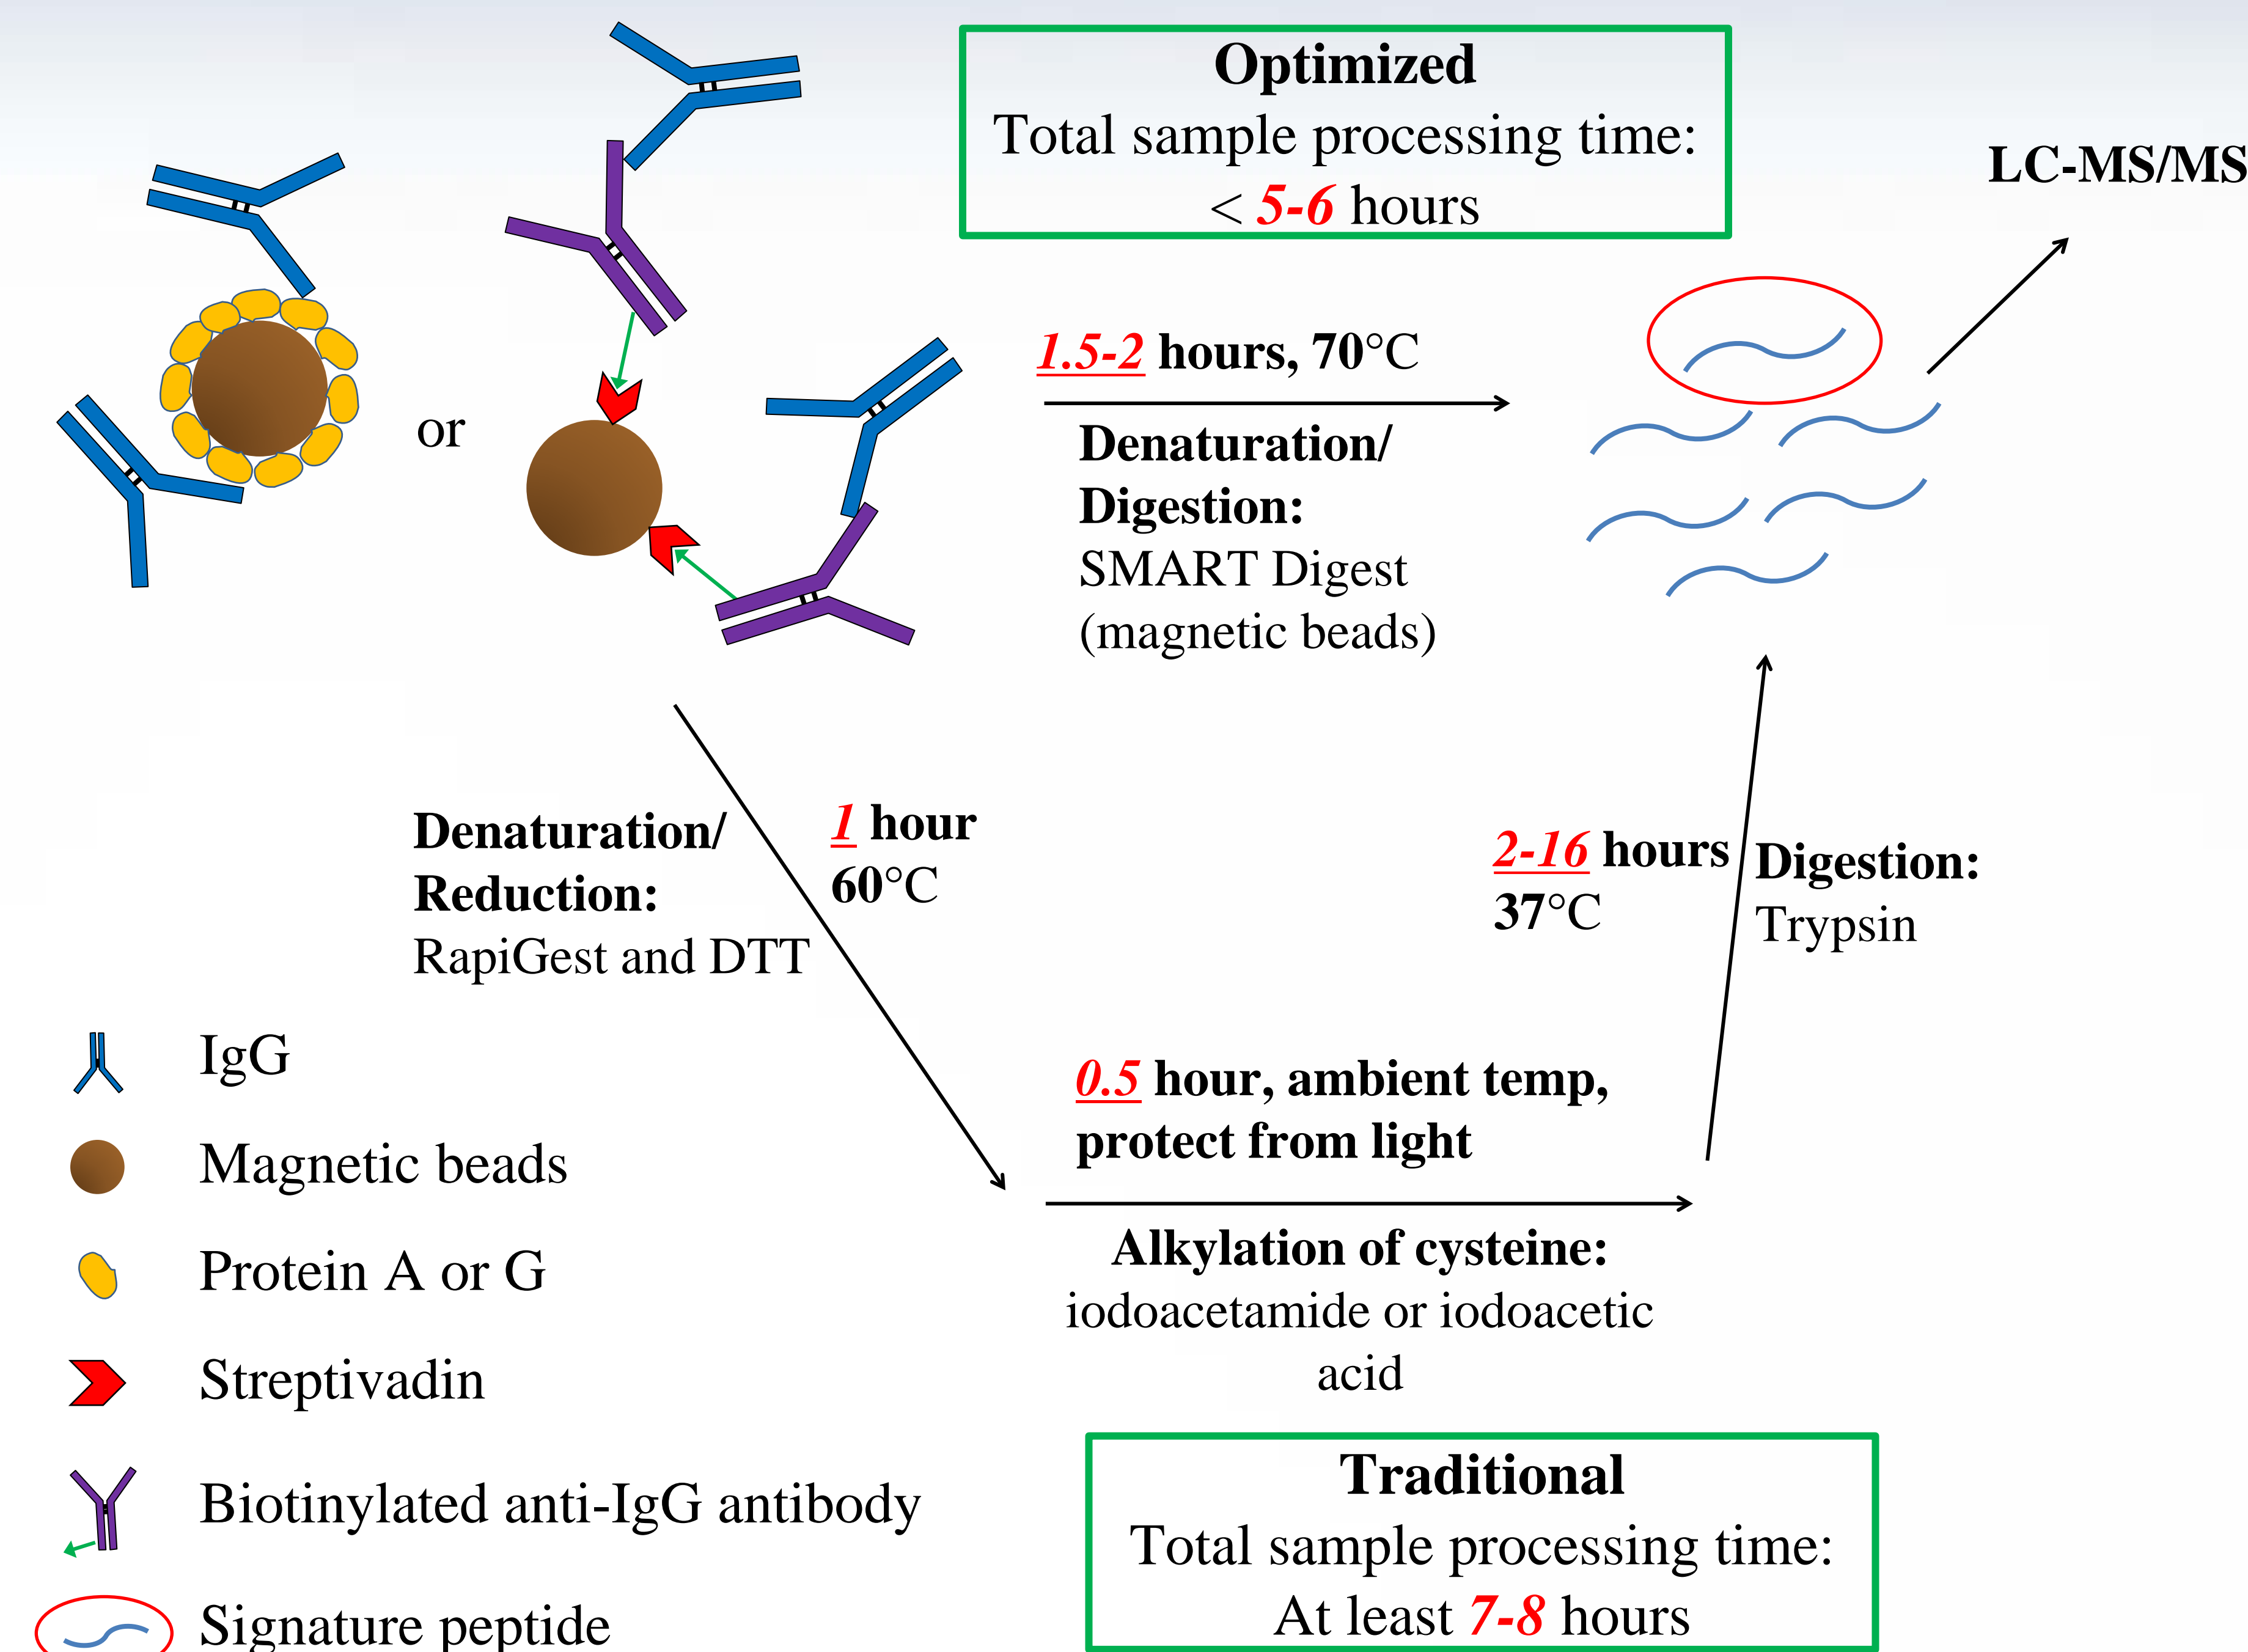 Optimized
Total sample processing time:
< 5-6 hours
LC-MS/MS
or
1.5-2 hours, 70°C
Denaturation/
Digestion:
SMART Digest
(magnetic beads)
Denaturation/
Reduction:
RapiGest and DTT
1 hour
60°C
2-16 hours
37°C
Digestion:
Trypsin
0.5 hour, ambient temp,
protect from light
Alkylation of cysteine:
iodoacetamide or iodoacetic
acid
IgG
Magnetic beads
Protein A or G
Streptivadin
Biotinylated anti-IgG antibody
Signature peptide
Traditional
Total sample processing time:
At least 7-8 hours